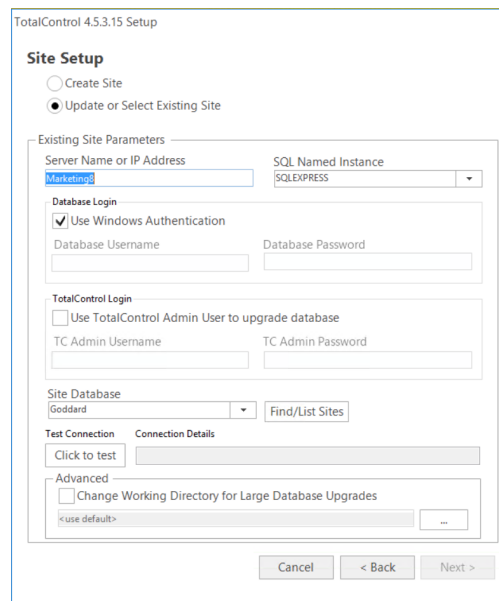 TotalControl 4.5.3.15 Setup
Site Setup
Create Site
Update or Select Existing Site
Existing Site Parameters
Server Name or IP Address SQL Named Instance
Marketing8 SQLEXPRESS
Database Login
Use Windows Authentication
Database Username Database Password
TotalControl Login
Use TotalControl Admin User to upgrade database
TC Admin Username TC Admin Password
Site Database
Goddard Find/List Sites
Test Connection Connection Details
Click to test
Advanced
Change Working Directory for Large Database Upgrades
<use default> ...
Cancel < Back Next >